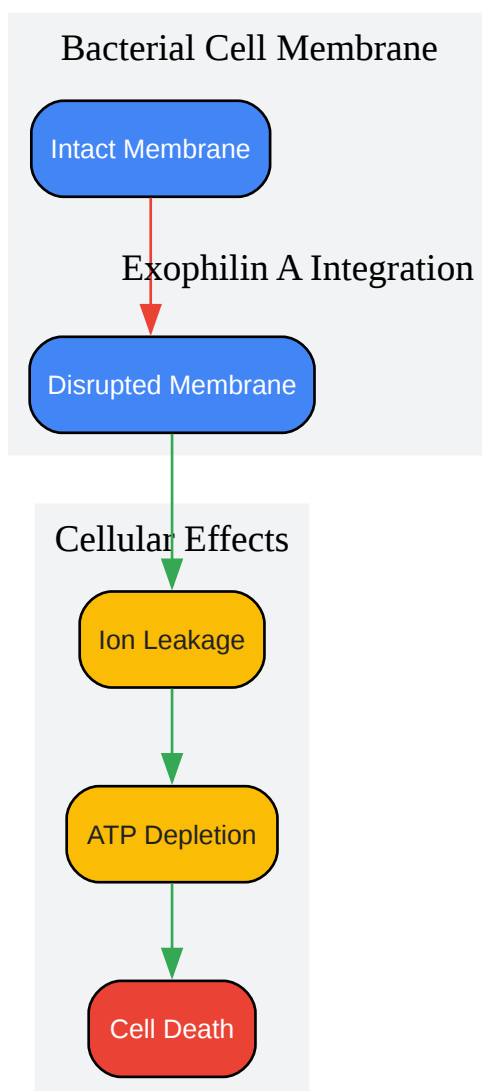 Bacterial Cell Membrane
Intact Membrane
Exophilin A Integration
Disrupted Membrane
Cellular Effects
Ion Leakage
ATP Depletion
Cell Death